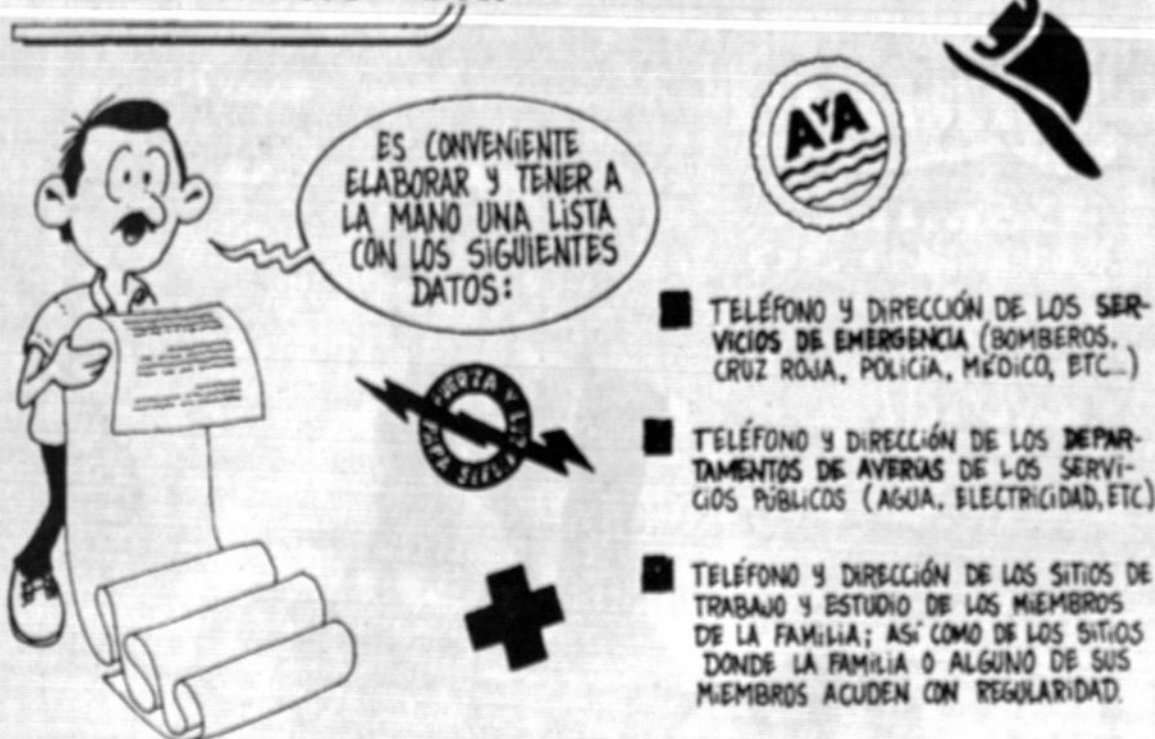 AYA
ES CONVENIENTE
ELABORAR Y TENER A
LA MANO UNA LISTA
CON LOS SIGUIENTES
DATOS:
TELÉFONO Y DIRECCIÓN DE LOS SER-
VICIOS DE EMERGENCIA (BOMBEROS.
CRUZ ROJA, POLICÍA, MÉDICO, ETC...)
FUERZA Y LUZ
TELÉFONO Y DIRECCIÓN DE LOS DEPAR-
TAMENTOS DE AVERÍAS DE LOS SERVI-
CIOS PÚBLICOS (AGUA. ELECTRICIDAD, ETC)
TELÉFONO Y DIRECCIÓN DE LOS SITIOS DE
TRABAJO Y ESTUDIO DE LOS MIEMBROS
DE LA FAMILIA; ASÍ COMO DE LOS SITIOS
DONDE LA FAMILIA O ALGUNO DE SUS
MIEMBROS ACUDEN CON REGULARIDAD.